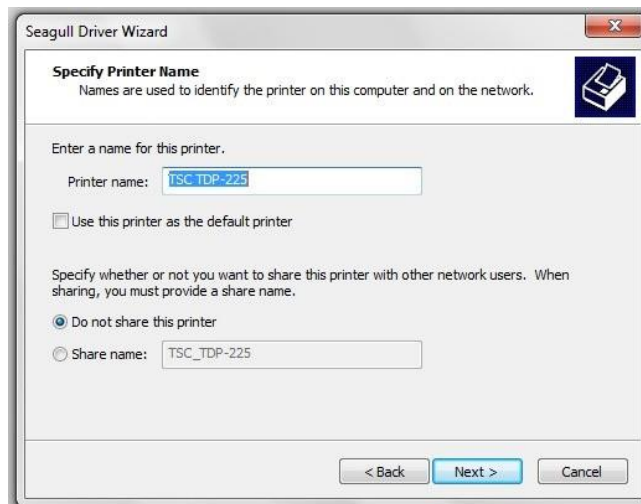 Seagull Driver Wizard
Specify Printer Name
Names are used to identify the printer on this computer and on the network.
Enter a name for this printer.
Printer name: TSC TDP-225
Use this printer as the default printer
Specify whether or not you want to share this printer with other network users. When
sharing, you must provide a share name.
Do not share this printer
Share name: TSC_TDP-225
< Back Next > Cancel